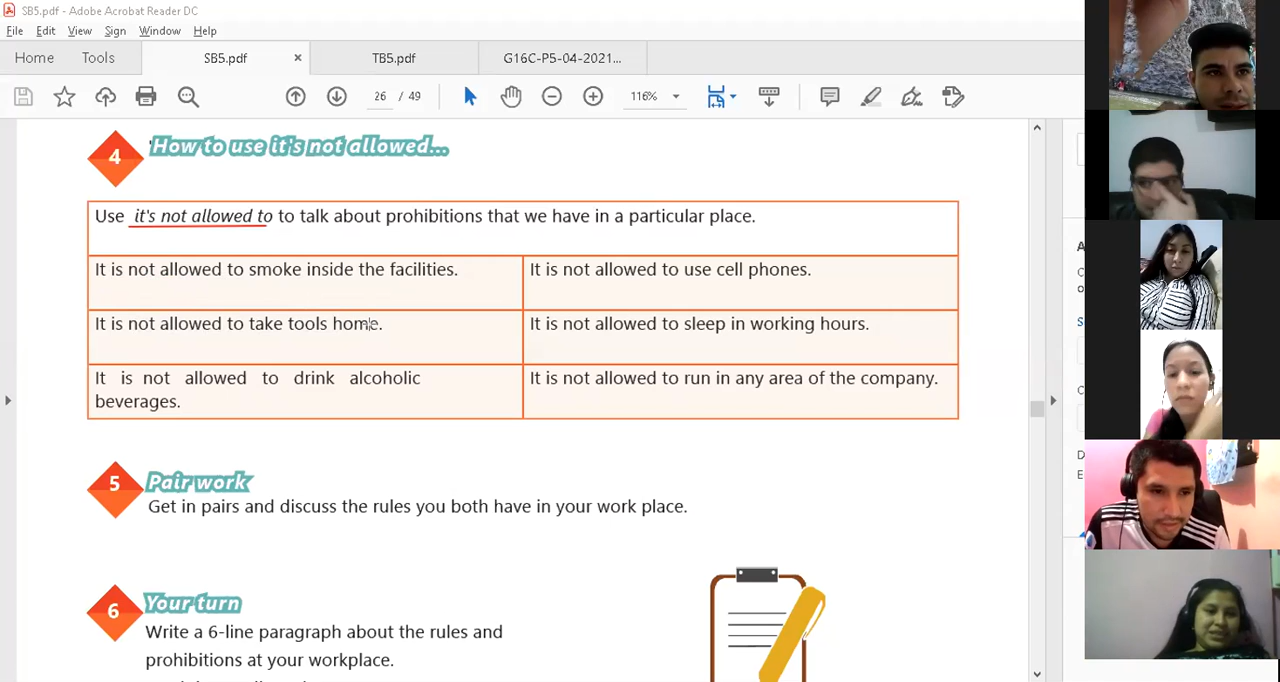 SB5.pdf - Adobe Acrobat Reader DC
File Edit View Sign Window Help
Home Tools SB5.pdf × TB5.pdf G16C-P5-04-2021...
26 / 49 116%
4 How to use it's not allowed...
Use it's not allowed to to talk about prohibitions that we have in a particular place.
It is not allowed to smoke inside the facilities. It is not allowed to use cell phones.
It is not allowed to take tools home. It is not allowed to sleep in working hours.
It is not allowed to drink alcoholic
beverages.
It is not allowed to run in any area of the company.
5 Pair work
Get in pairs and discuss the rules you both have in your work place.
6 Your turn
Write a 6-line paragraph about the rules and
prohibitions at your workplace.